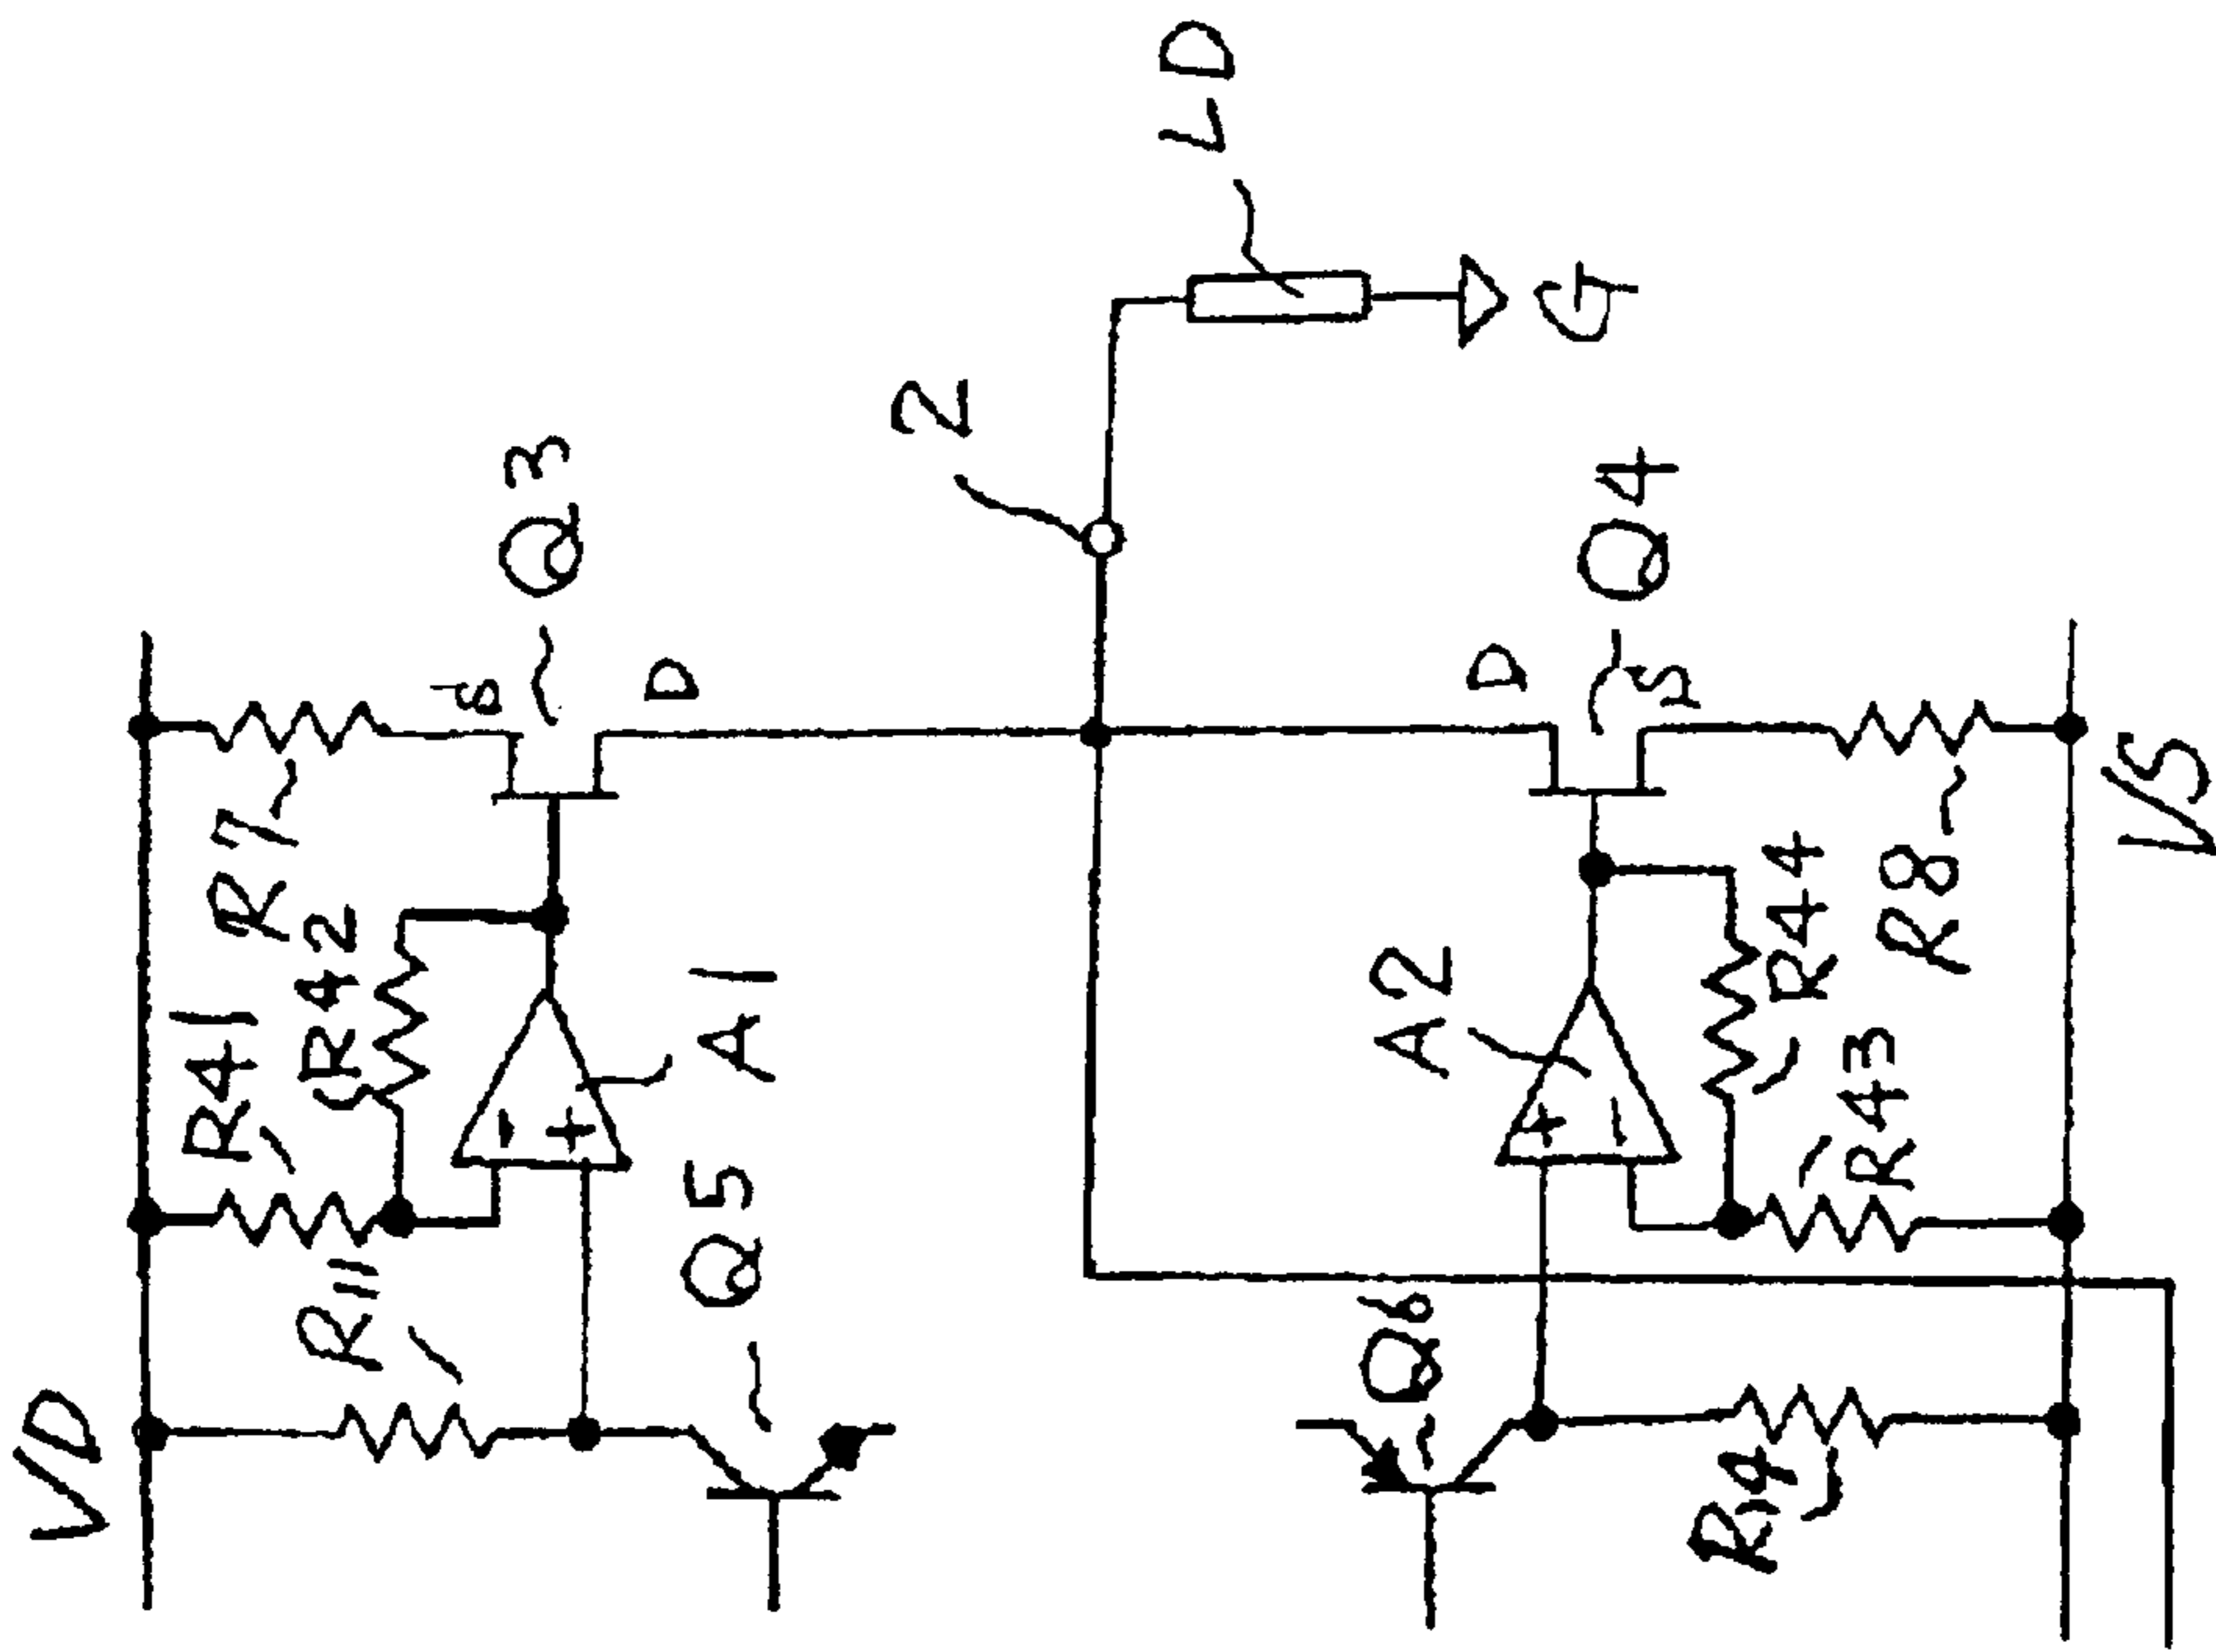 VD
R41
R7
R42
S
Q3
D
R11
A1
Q5
2
LD
G
A2
Q6
D
Q4
S
R44
R43
R8
R14
VS
- +
+ -